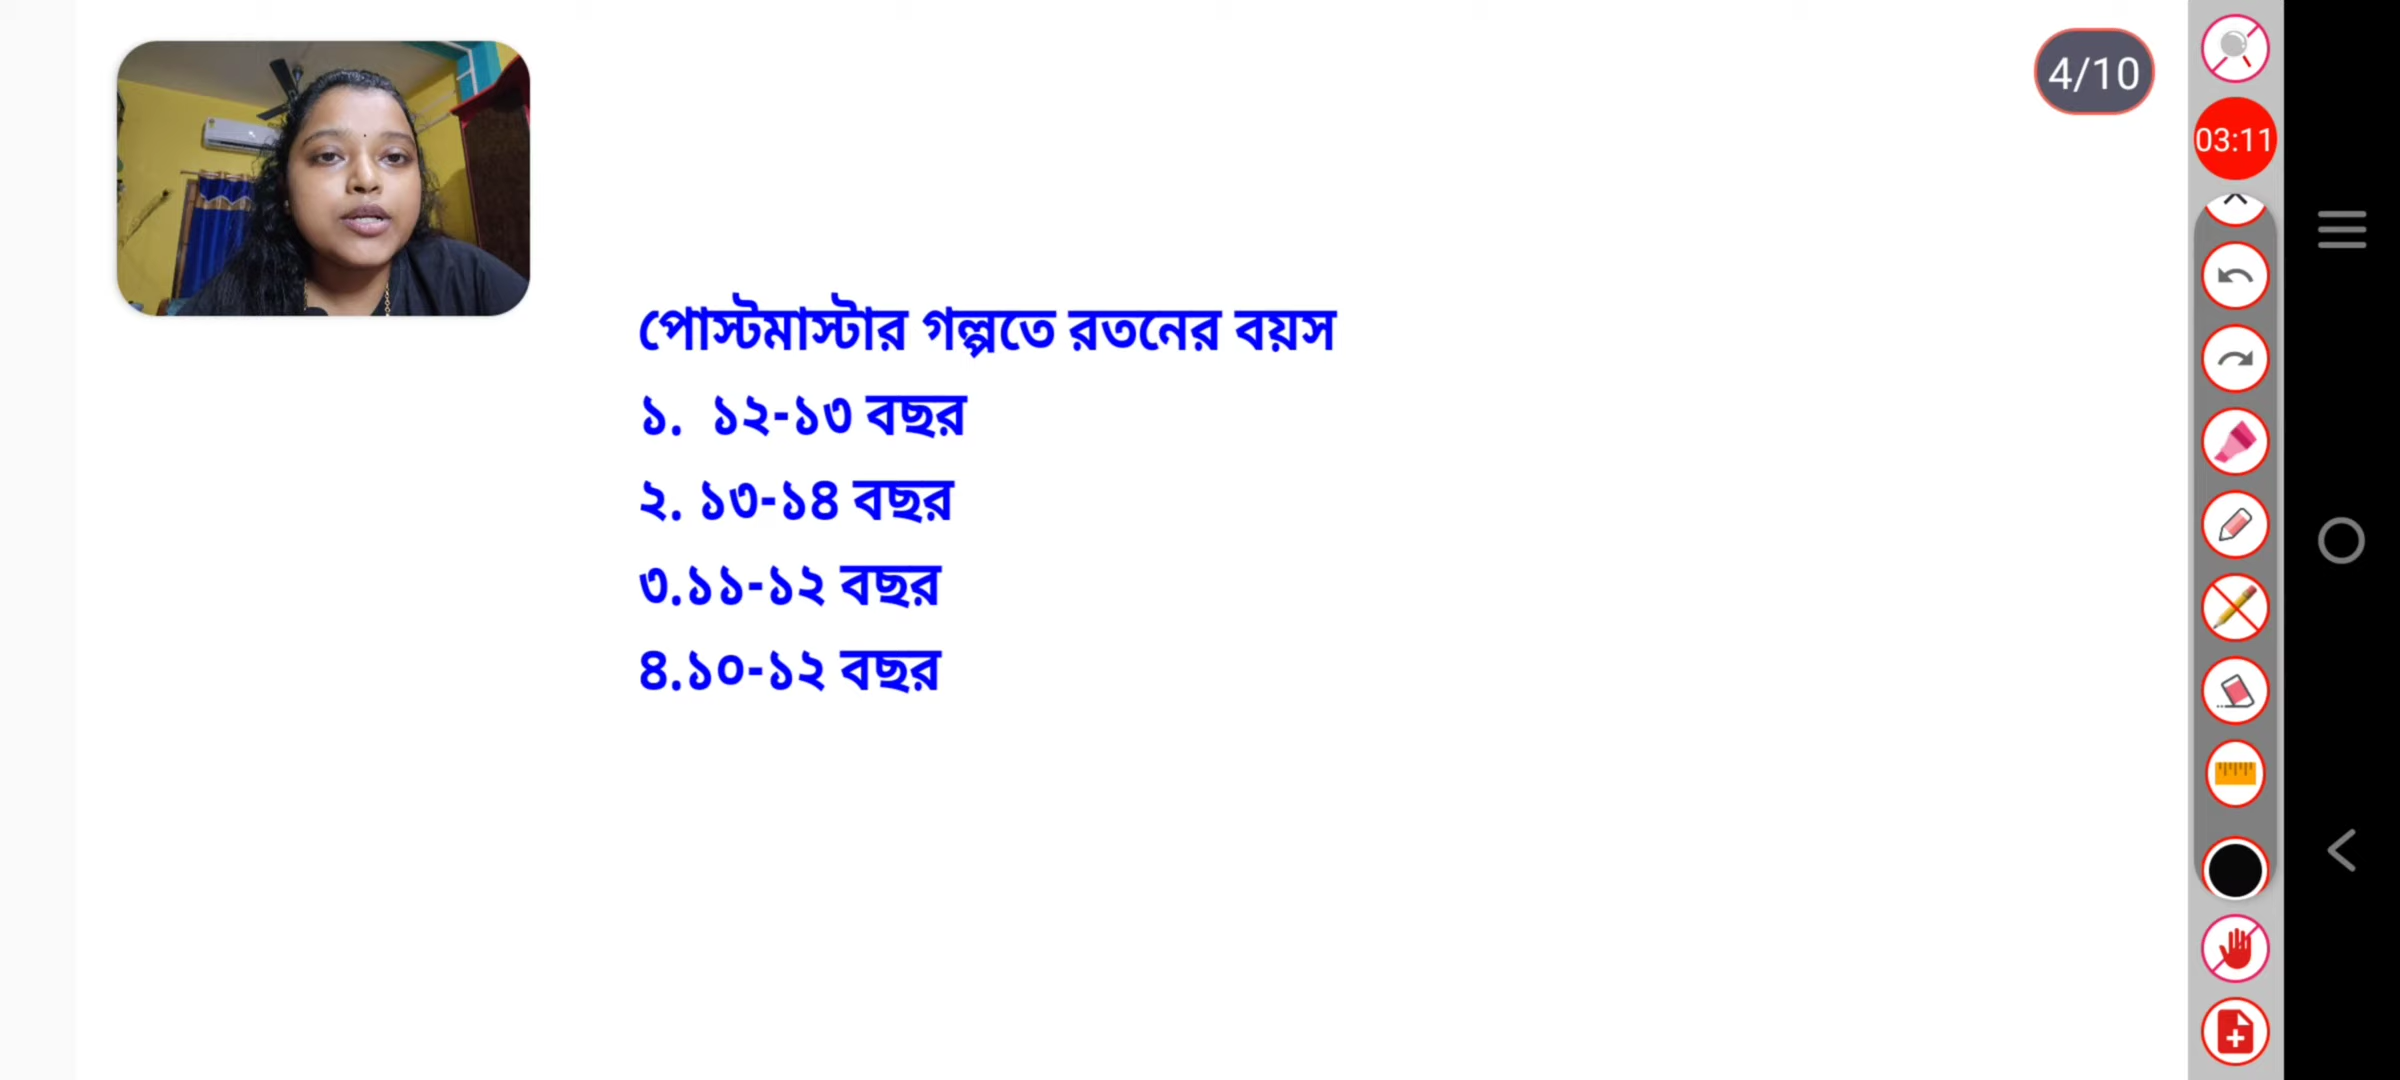 4/10
03:11
পোস্টমাস্টার গল্পতে রতনের বয়স
১. ১২-১৩ বছর
২. ১৩-১৪ বছর
৩.১১-১২ বছর
৪.১০-১২ বছর